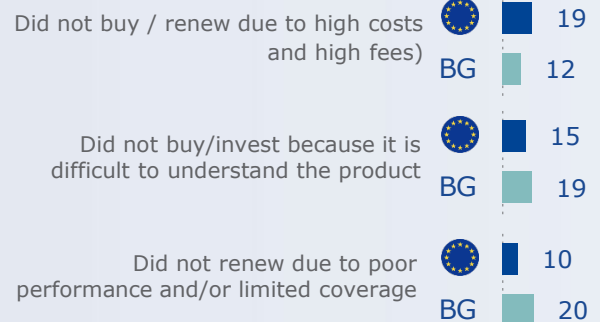 Did not buy / renew due to high costs
and high fees)
19
BG 12
Did not buy/invest because it is
difficult to understand the product
15
BG 19
Did not renew due to poor
performance and/or limited coverage
10
BG 20